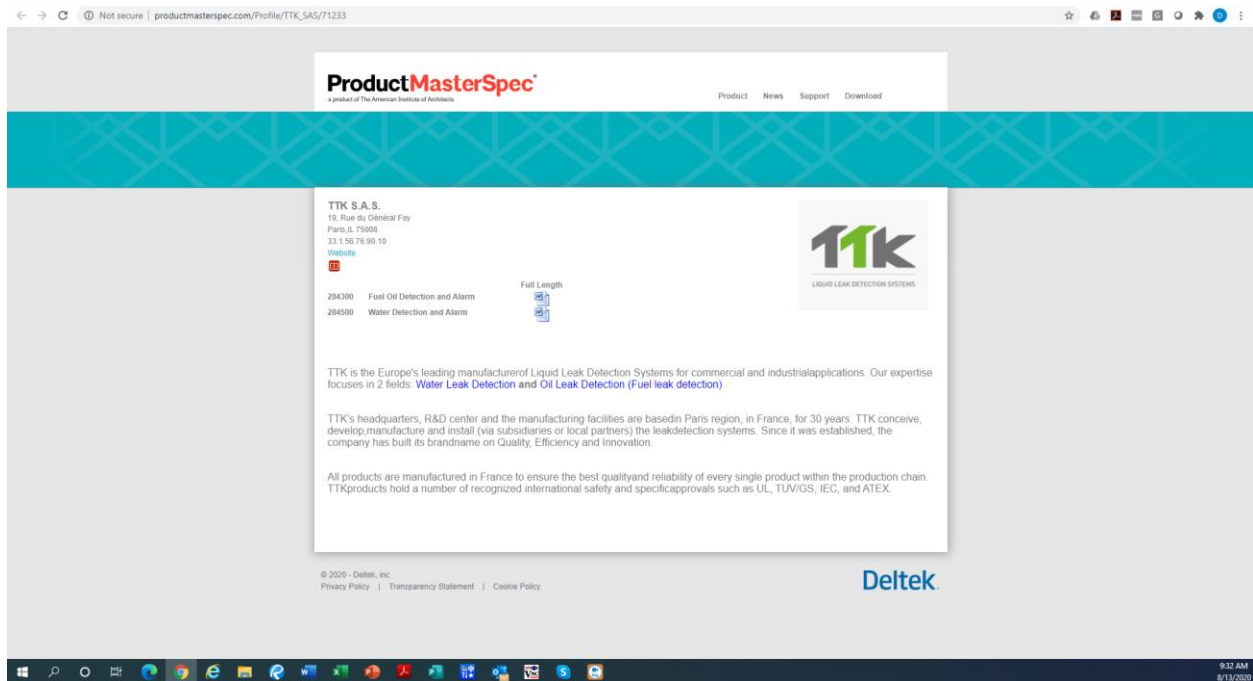 Not secure | productmasterspec.com/Profile/TTK_SAS/71233
ProductMasterSpec®
a product of The American Institute of Architects
Product News Support Download
TTK S.A.S.
19, Rue du Général Foy
Paris,IL 75008
33.1.56.76.90.10
Website
TTK
LIQUID LEAK DETECTION SYSTEMS
Full Length
284300 Fuel Oil Detection and Alarm
284500 Water Detection and Alarm
TTK is the Europe's leading manufacturerof Liquid Leak Detection Systems for commercial and industrialapplications. Our expertise
focuses in 2 fields: Water Leak Detection and Oil Leak Detection (Fuel leak detection).
TTK's headquarters, R&D center and the manufacturing facilities are basedin Paris region, in France, for 30 years. TTK conceive,
develop,manufacture and install (via subsidiaries or local partners) the leakdetection systems. Since it was established, the
company has built its brandname on Quality, Efficiency and Innovation.
All products are manufactured in France to ensure the best qualityand reliability of every single product within the production chain.
TTKproducts hold a number of recognized international safety and specificapprovals such as UL, TUV/GS, IEC, and ATEX.
© 2020 - Deltek, inc
Privacy Policy | Transparency Statement | Cookie Policy
Deltek.
9:32 AM
8/13/2020